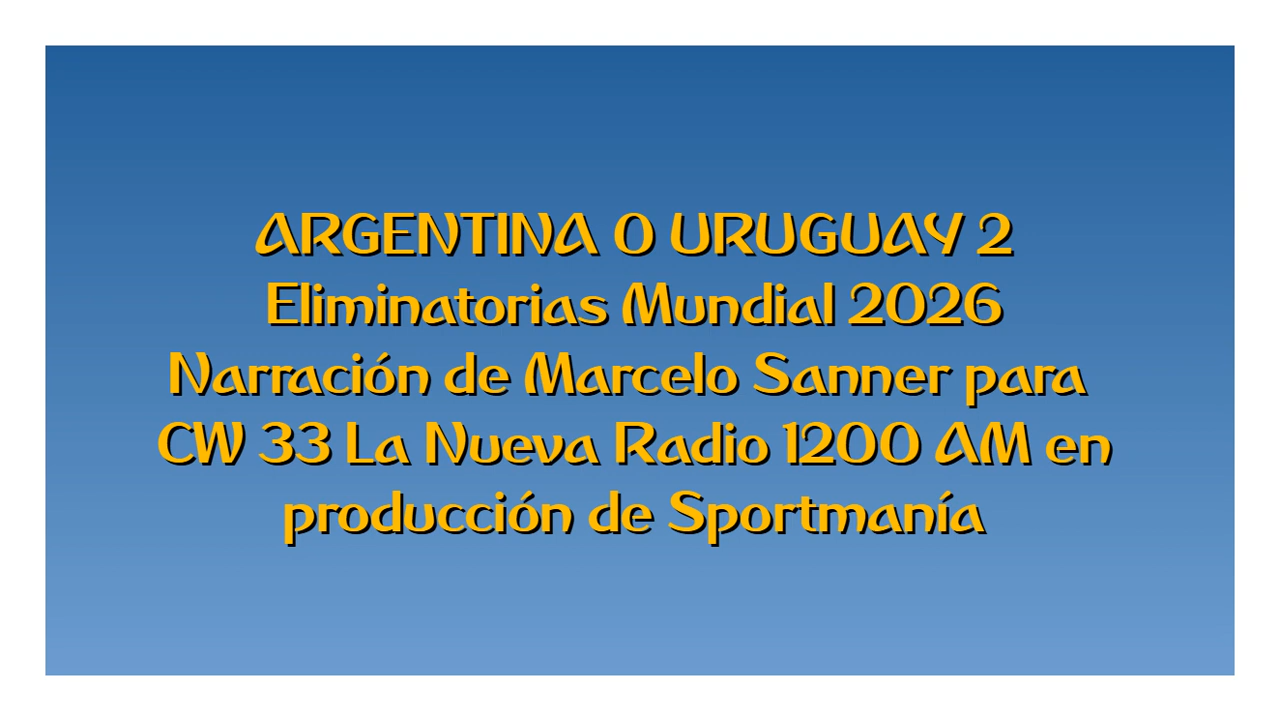 ARGENTINA 0 URUGUAY 2
Eliminatorias Mundial 2026
Narración de Marcelo Sanner para
CW 33 La Nueva Radio 1200 AM en
producción de Sportmanía